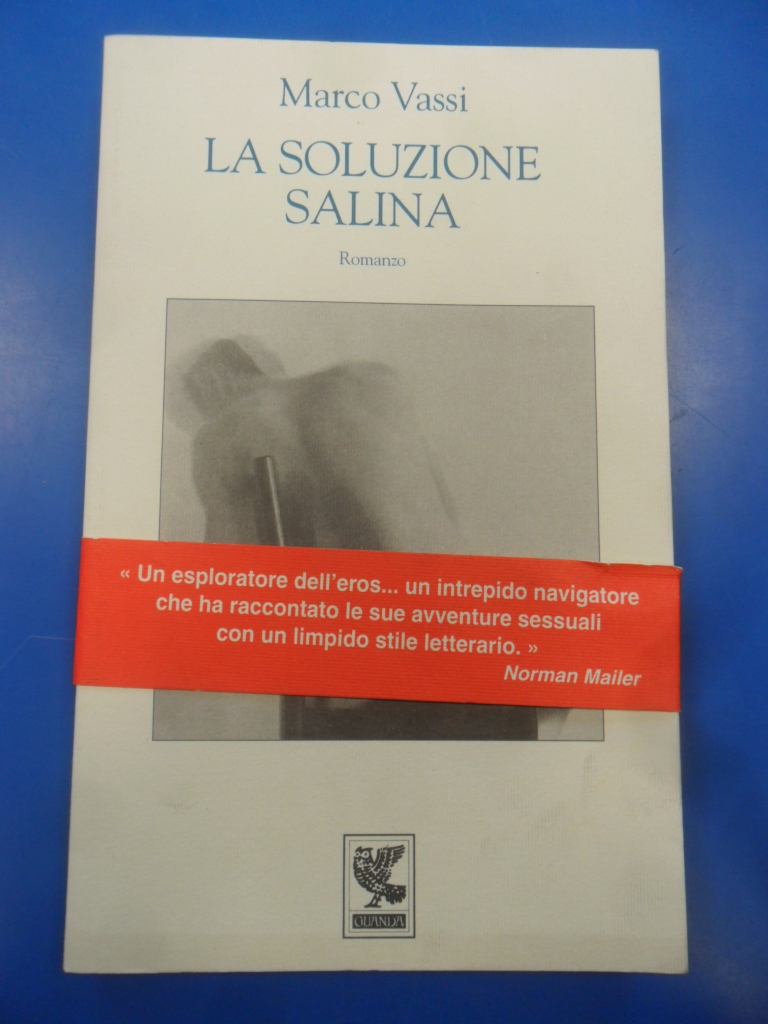 Marco Vassi
LA SOLUZIONE
SALINA
Romanzo
« Un esploratore dell'eros... un intrepido navigatore
che ha raccontato le sue avventure sessuali
con un limpido stile letterario. »
Norman Mailer
GUANDA